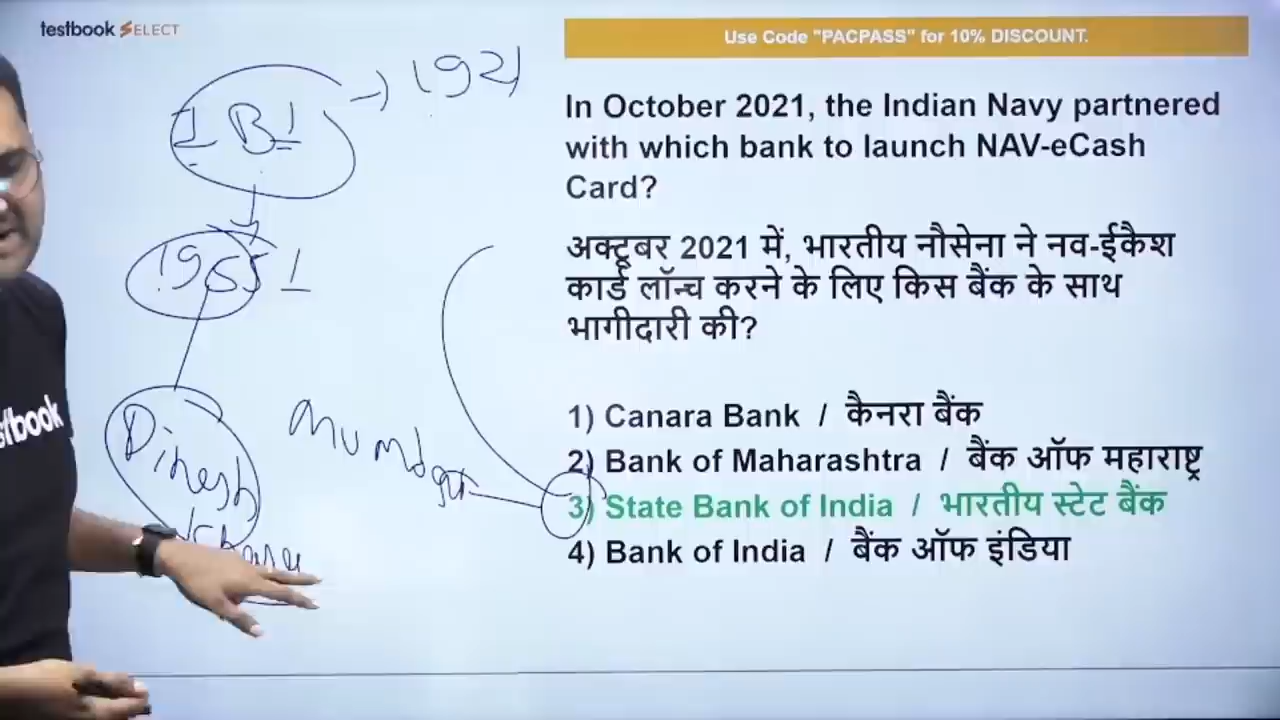 testbook SELECT
Use Code "PACPASS" for 10% DISCOUNT.
In October 2021, the Indian Navy partnered
with which bank to launch NAV-eCash
Card?
अक्टूबर 2021 में, भारतीय नौसेना ने नव-ईकैश
कार्ड लॉन्च करने के लिए किस बैंक के साथ
भागीदारी की?
1) Canara Bank / कैनरा बैंक
2) Bank of Maharashtra / बैंक ऑफ महाराष्ट्र
3) State Bank of India / भारतीय स्टेट बैंक
4) Bank of India / बैंक ऑफ इंडिया
IBI → 1921
1955
Dinesh